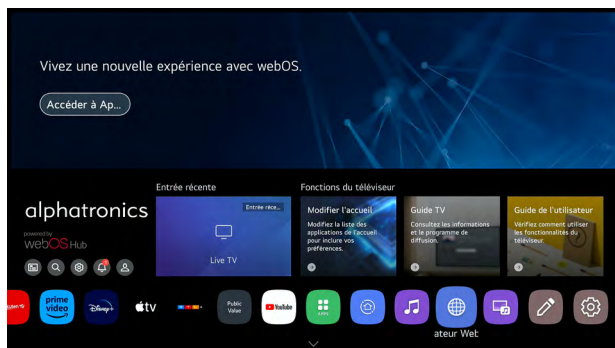 Vivez une nouvelle expérience avec webOS.
Accéder à Ap...
Entrée récente
Fonctions du téléviseur
alphatronics
powered by
webOS Hub
Entrée réce...
Live TV
Modifier l'accueil
Modifiez la liste des
applications de l'accueil
pour inclure vos
préférences.
Guide TV
Consultez les informations
et le programme de
diffusion.
Guide de l'utilisateur
Vérifiez comment utiliser
les fonctionnalités du
téléviseur.
prime
video
Disney+
tv
Public
Value
YouTube
APPS
ateur Web